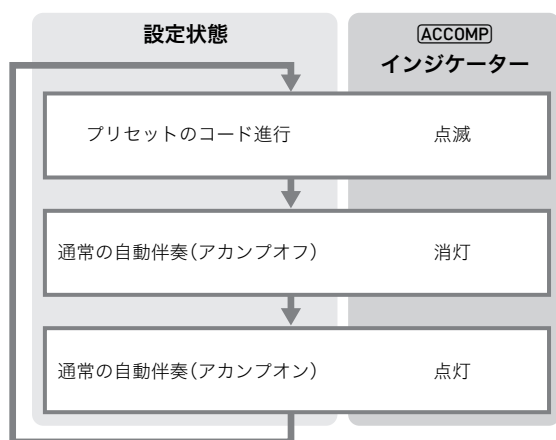 設定状態
ACCOMP
インジケーター
プリセットのコード進行
点滅
通常の自動伴奏(アカンプオフ)
消灯
通常の自動伴奏(アカンプオン)
点灯